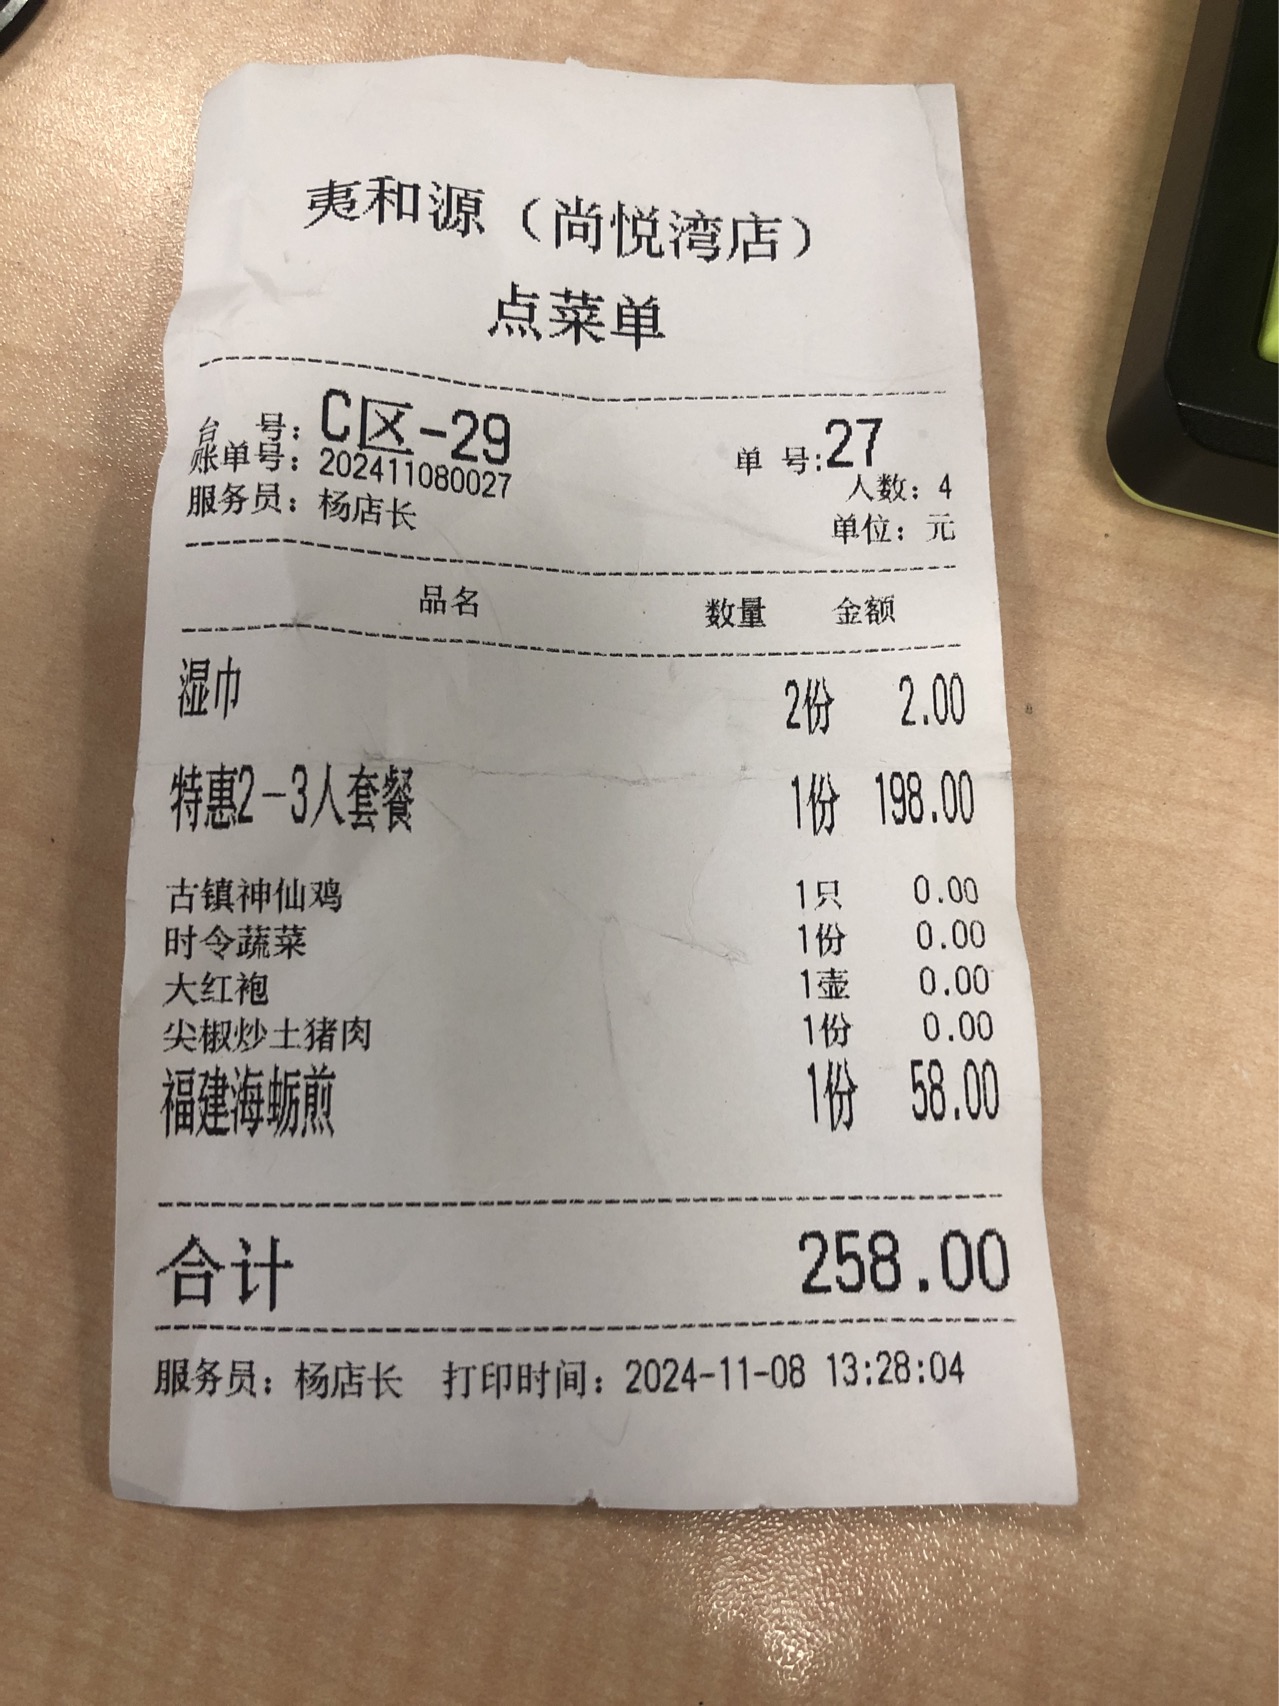 夷和源（尚悦湾店）
点菜单
台 号：C区-29 单 号:27
账单号：202411080027 人数：4
服务员：杨店长 单位：元
品名 数量 金额
湿巾 2份 2.00
特惠2-3人套餐 1份 198.00
古镇神仙鸡 1只 0.00
时令蔬菜 1份 0.00
大红袍 1壶 0.00
尖椒炒土猪肉 1份 0.00
福建海蛎煎 1份 58.00
合计 258.00
服务员：杨店长 打印时间：2024-11-08 13:28:04